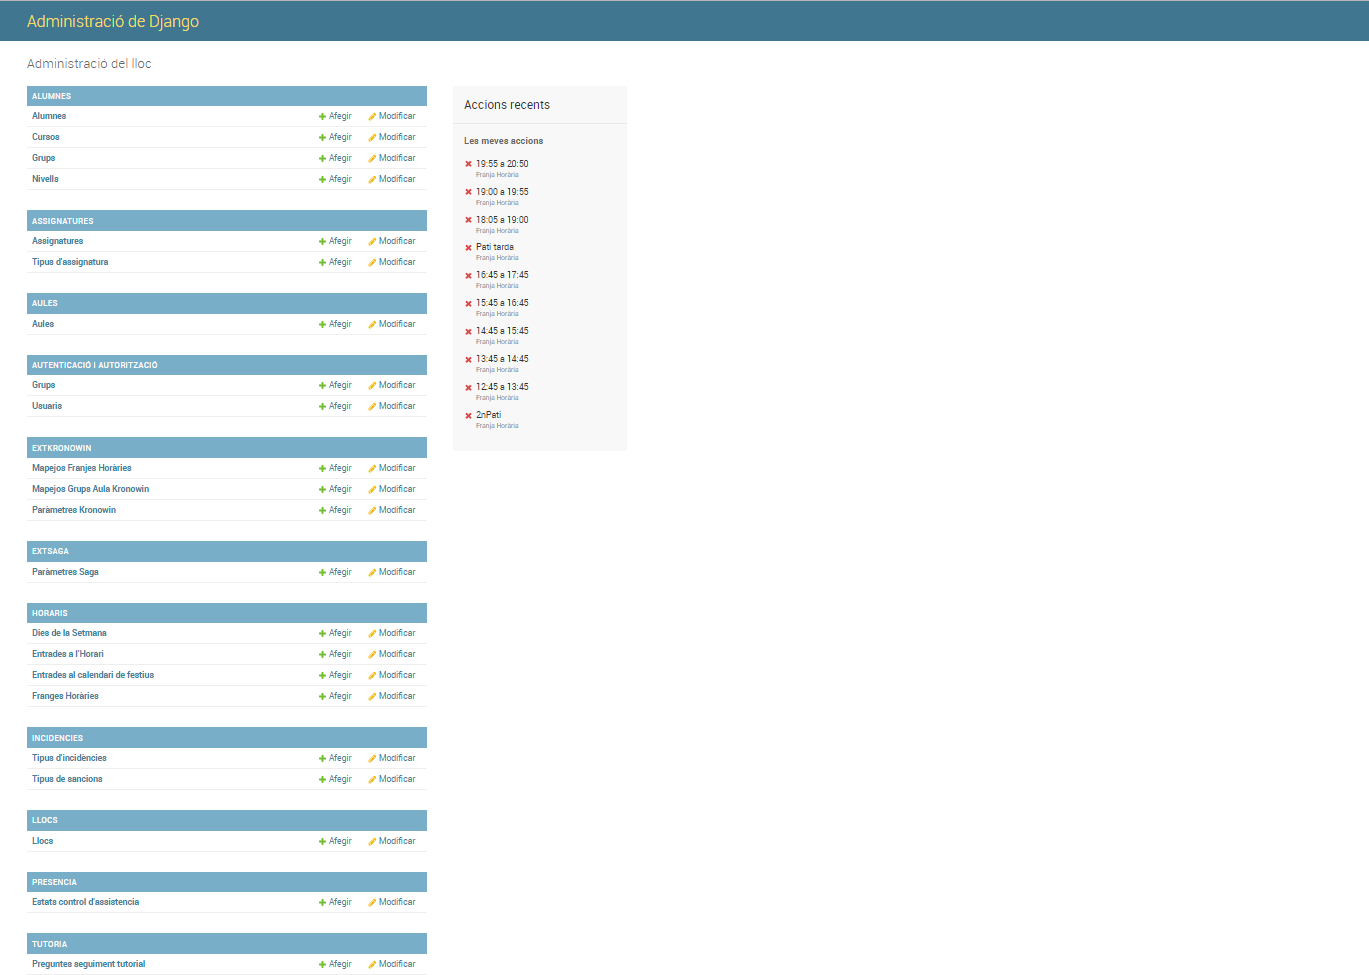 Administració de Django
Administració del lloc
ALUMNES
Alumnes Afegir Modificar
Cursos Afegir Modificar
Grups Afegir Modificar
Nivells Afegir Modificar
ASSIGNATURES
Assignatures Afegir Modificar
Tipus d'assignatura Afegir Modificar
AULES
Aules Afegir Modificar
AUTENTICACIÓ I AUTORITZACIÓ
Grups Afegir Modificar
Usuaris Afegir Modificar
EXTKRONOWIN
Mapejos Franjes Horàries Afegir Modificar
Mapejos Grups Aula Kronowin Afegir Modificar
Paràmetres Kronowin Afegir Modificar
EXTSAGA
Paràmetres Saga Afegir Modificar
HORARIS
Dies de la Setmana Afegir Modificar
Entrades a l'Horari Afegir Modificar
Entrades al calendari de festius Afegir Modificar
Franges Horàries Afegir Modificar
INCIDENCIES
Tipus d'incidències Afegir Modificar
Tipus de sancions Afegir Modificar
LLOCS
Llocs Afegir Modificar
PRESENCIA
Estats control d'assistencia Afegir Modificar
TUTORIA
Preguntes seguiment tutorial Afegir Modificar
Accions recents
Les meves accions
19:55 a 20:50
Franja Horària
19:00 a 19:55
Franja Horària
18:05 a 19:00
Franja Horària
Pati tarda
Franja Horària
16:45 a 17:45
Franja Horària
15:45 a 16:45
Franja Horària
14:45 a 15:45
Franja Horària
13:45 a 14:45
Franja Horària
12:45 a 13:45
Franja Horària
2nPati
Franja Horària